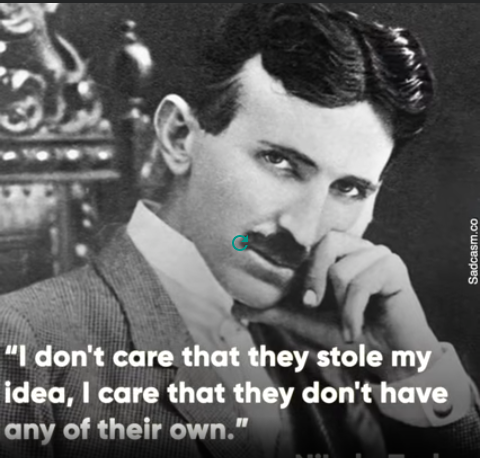 “I don't care that they stole my
idea, I care that they don't have
any of their own.”
Sadcasm.co